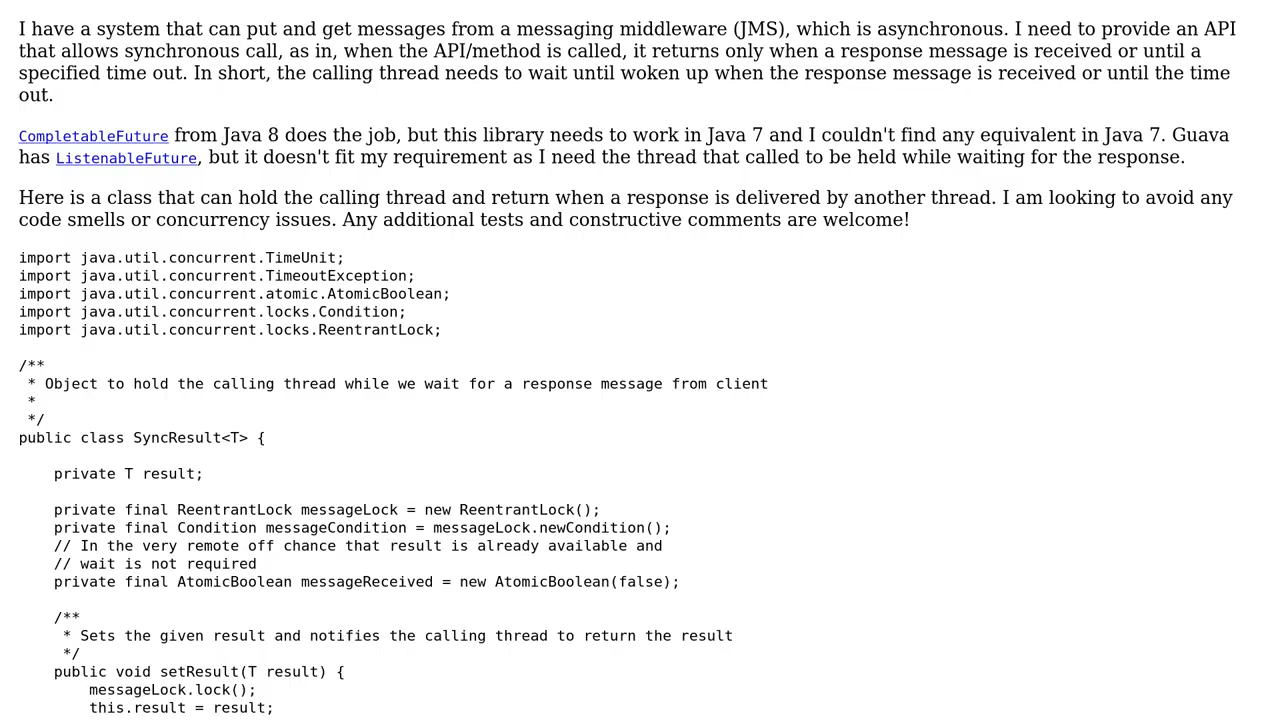 I have a system that can put and get messages from a messaging middleware (JMS), which is asynchronous. I need to provide an API
that allows synchronous call, as in, when the API/method is called, it returns only when a response message is received or until a
specified time out. In short, the calling thread needs to wait until woken up when the response message is received or until the time
out.
CompletableFuture from Java 8 does the job, but this library needs to work in Java 7 and I couldn't find any equivalent in Java 7. Guava
has ListenableFuture, but it doesn't fit my requirement as I need the thread that called to be held while waiting for the response.
Here is a class that can hold the calling thread and return when a response is delivered by another thread. I am looking to avoid any
code smells or concurrency issues. Any additional tests and constructive comments are welcome!
import java.util.concurrent.TimeUnit;
import java.util.concurrent.TimeoutException;
import java.util.concurrent.atomic.AtomicBoolean;
import java.util.concurrent.locks.Condition;
import java.util.concurrent.locks.ReentrantLock;
/**
 * Object to hold the calling thread while we wait for a response message from client
 *
 */
public class SyncResult<T> {
    private T result;
    private final ReentrantLock messageLock = new ReentrantLock();
    private final Condition messageCondition = messageLock.newCondition();
    // In the very remote off chance that result is already available and
    // wait is not required
    private final AtomicBoolean messageReceived = new AtomicBoolean(false);
    /**
     * Sets the given result and notifies the calling thread to return the result
     */
    public void setResult(T result) {
        messageLock.lock();
        this.result = result;